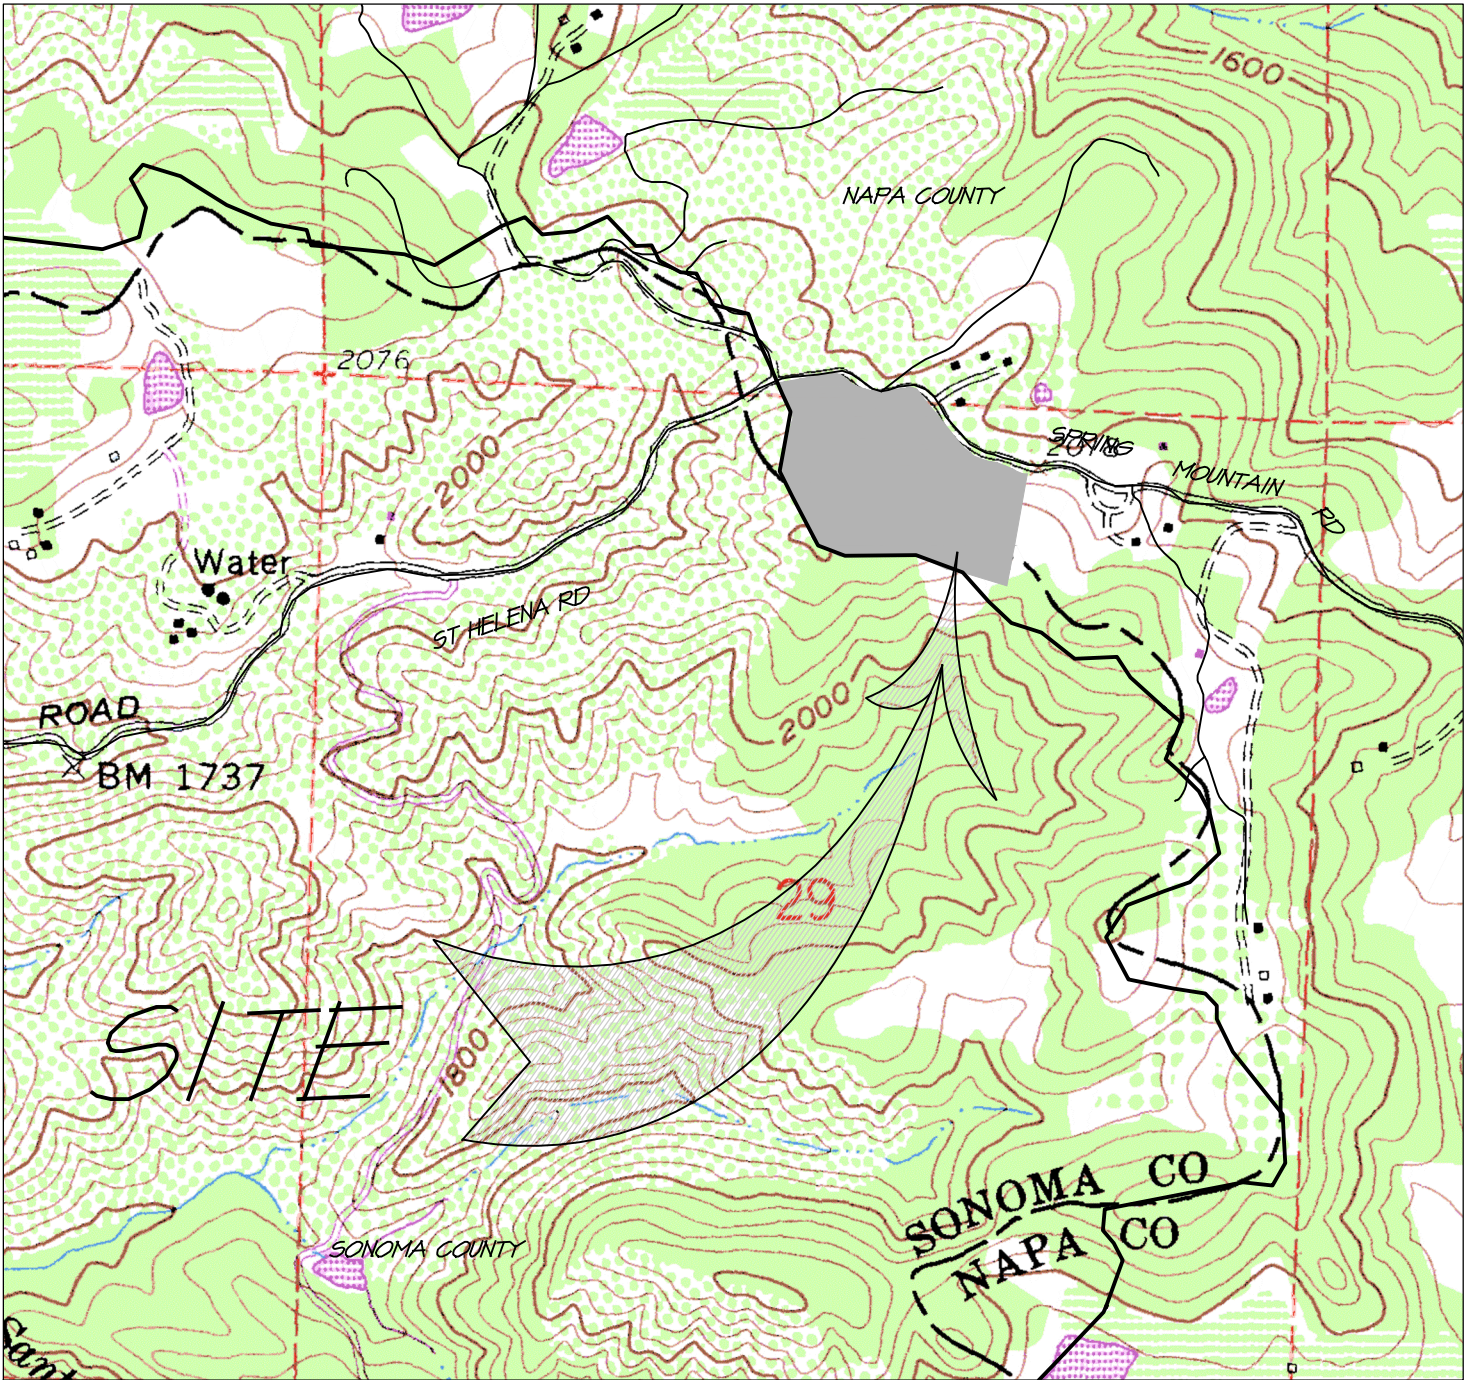 1600
NAPA COUNTY
2076
SPRING
MOUNTAIN
RD
2000
Water
ST HELENA RD
ROAD
2000
BM 1737
29
SITE
1800
SONOMA CO
NAPA CO
SONOMA COUNTY
Sant